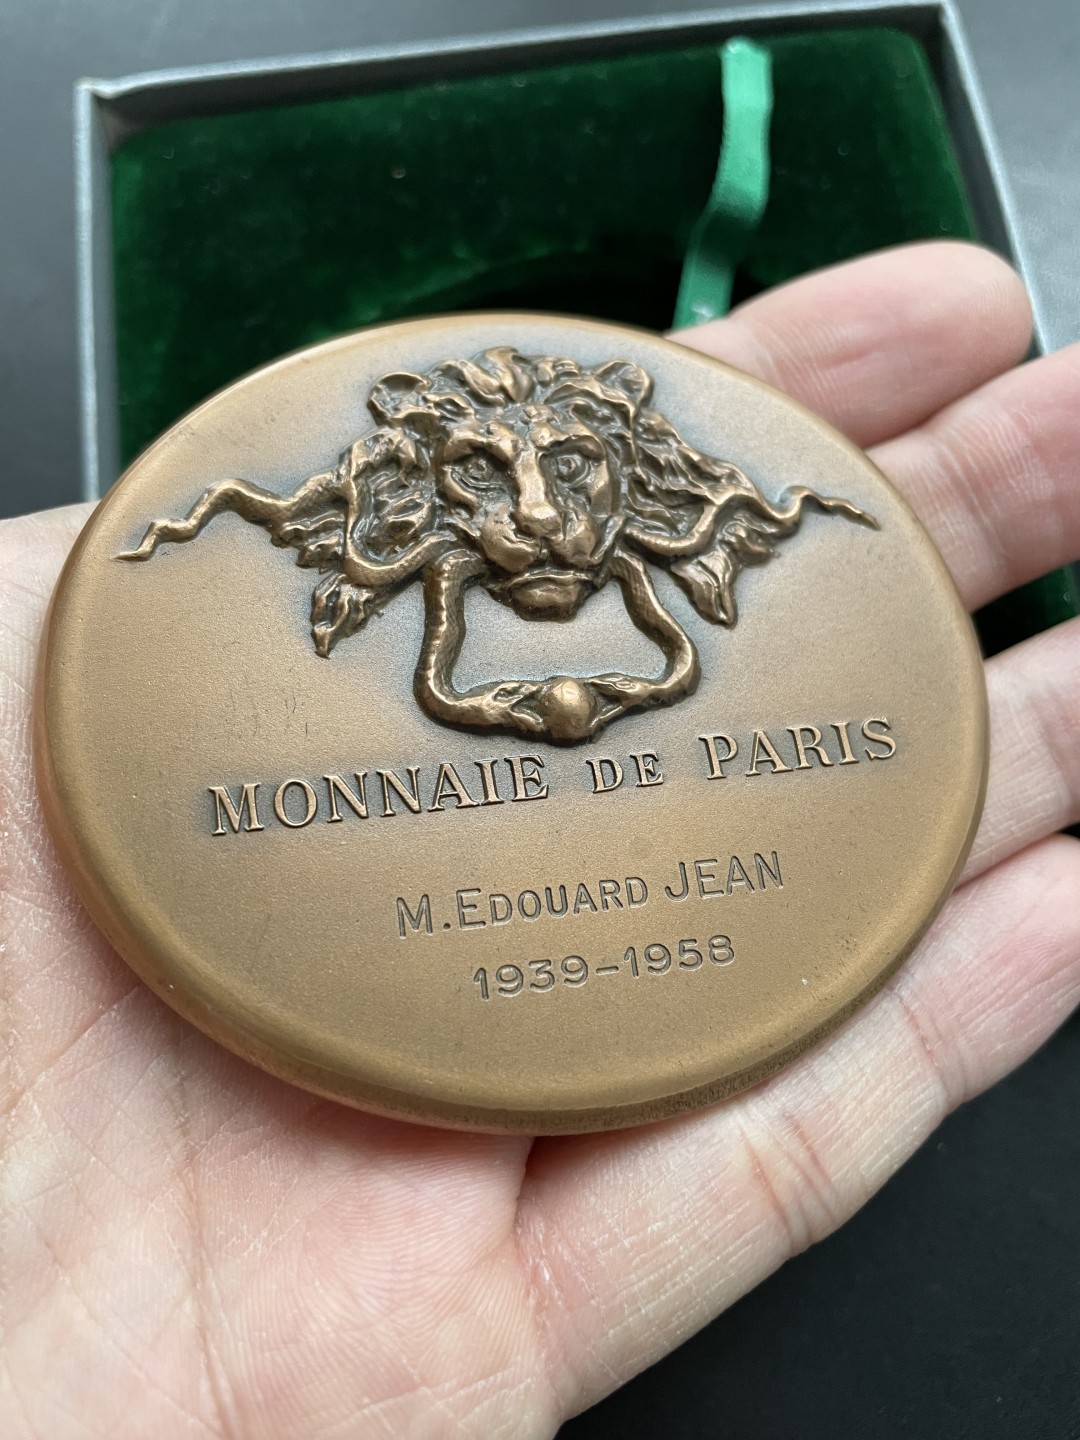 MONNAIE DE PARIS
M. EDOUARD JEAN
1939-1958